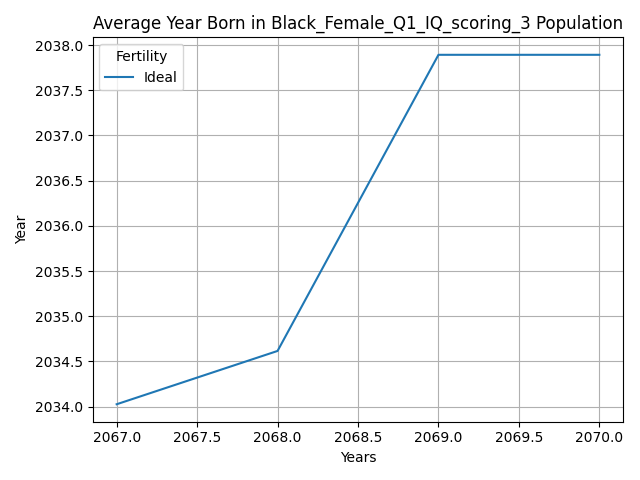 Average Year Born in Black_Female_Q1_IQ_scoring_3 Population
Fertility
Ideal
2038.0
2037.5
2037.0
2036.5
2036.0
2035.5
2035.0
2034.5
2034.0
Year
2067.0 2067.5 2068.0 2068.5 2069.0 2069.5 2070.0
Years